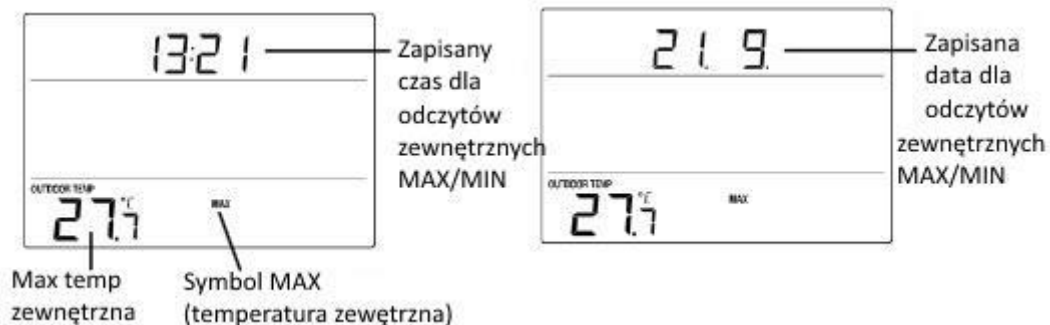 13:21
Zapisany
czas dla
odczytów
zewnętrznych
MAX/MIN
OUTDOOR TEMP
27.7 °C
MAX
Max temp
zewnętrzna
Symbol MAX
(temperatura zewętrzna)
21. 9.
Zapisana
data dla
odczytów
zewnętrznych
MAX/MIN
OUTDOOR TEMP
27.7 °C
MAX